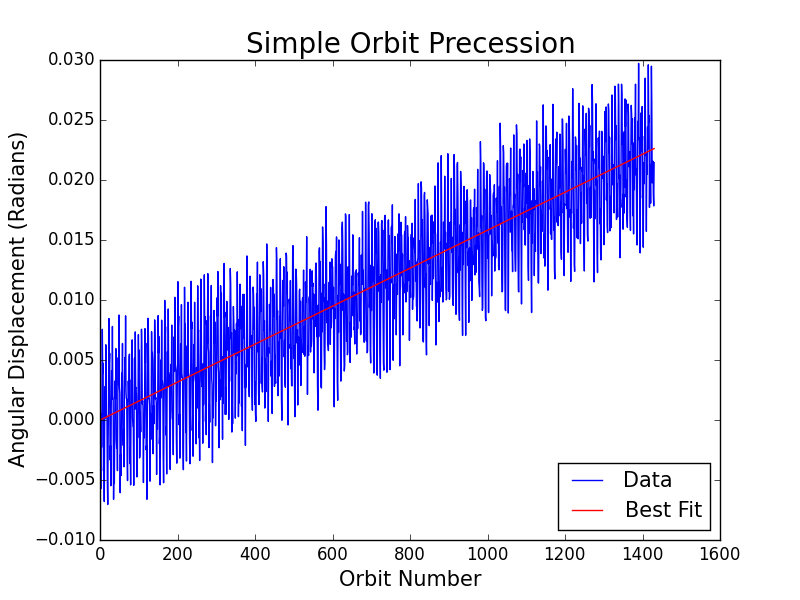 Simple Orbit Precession
0.030
0.025
0.020
0.015
0.010
0.005
0.000
−0.005
−0.010
Angular Displacement (Radians)
Data
Best Fit
0 200 400 600 800 1000 1200 1400 1600
Orbit Number